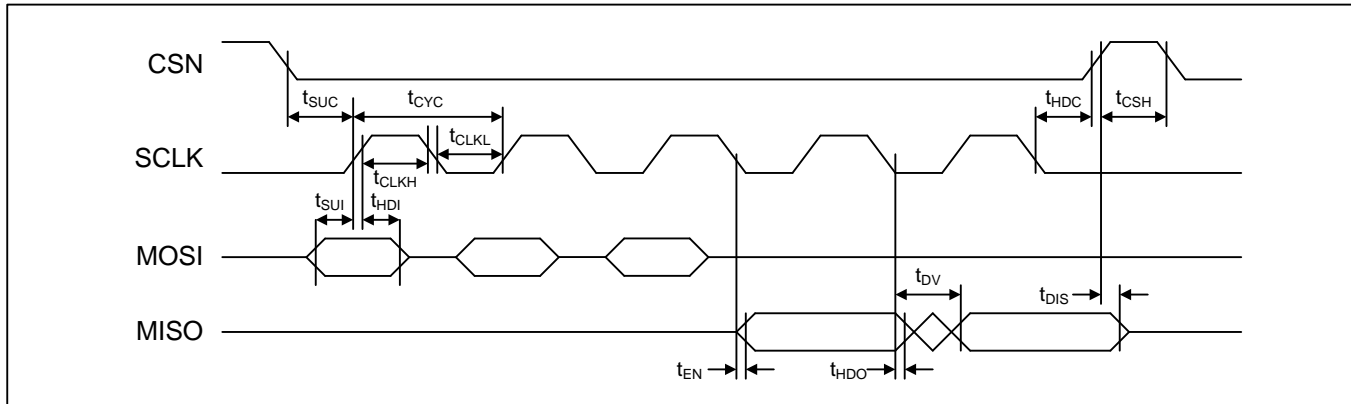 CSN
tSUC
tCYC
tHDC
tCSH
SCLK
tCLKL
tCLKH
tSUI
tHDI
MOSI
tDV
tDIS
MISO
tEN
tHDO